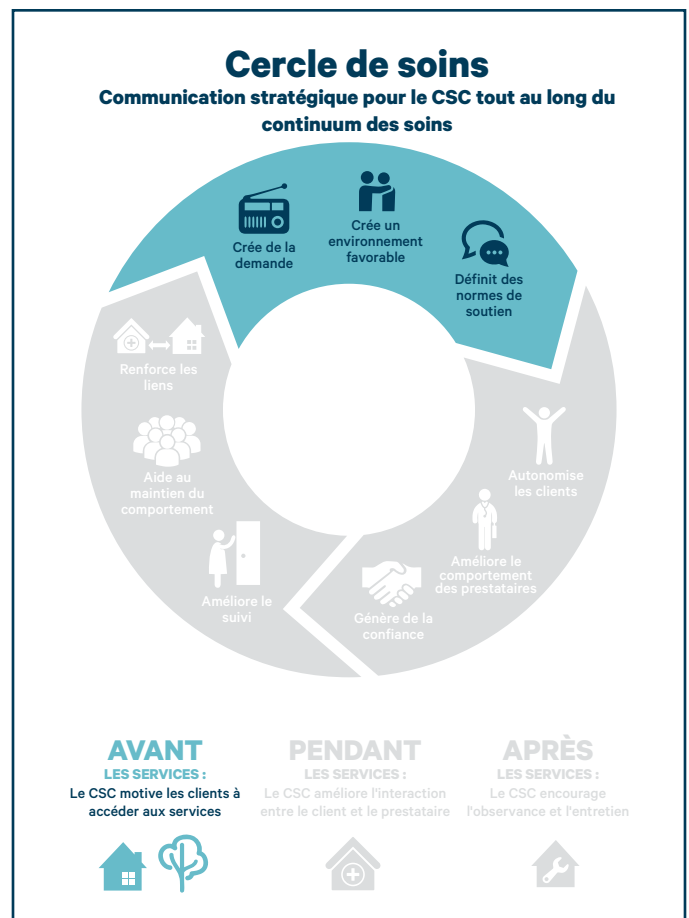 Cercle de soins
Communication stratégique pour le CSC tout au long du
continuum des soins
Crée de la
demande
Crée un
environnement
favorable
Définit des
normes de
soutien
Autonomise
les clients
Améliore le
comportement
des prestataires
Génère de la
confiance
Améliore le
suivi
Aide au
maintien du
comportement
Renforce les
liens
AVANT
LES SERVICES :
Le CSC motive les clients à
accéder aux services
PENDANT
LES SERVICES :
Le CSC améliore l'interaction
entre le client et le prestataire
APRÈS
LES SERVICES :
Le CSC encourage
l'observance et l'entretien